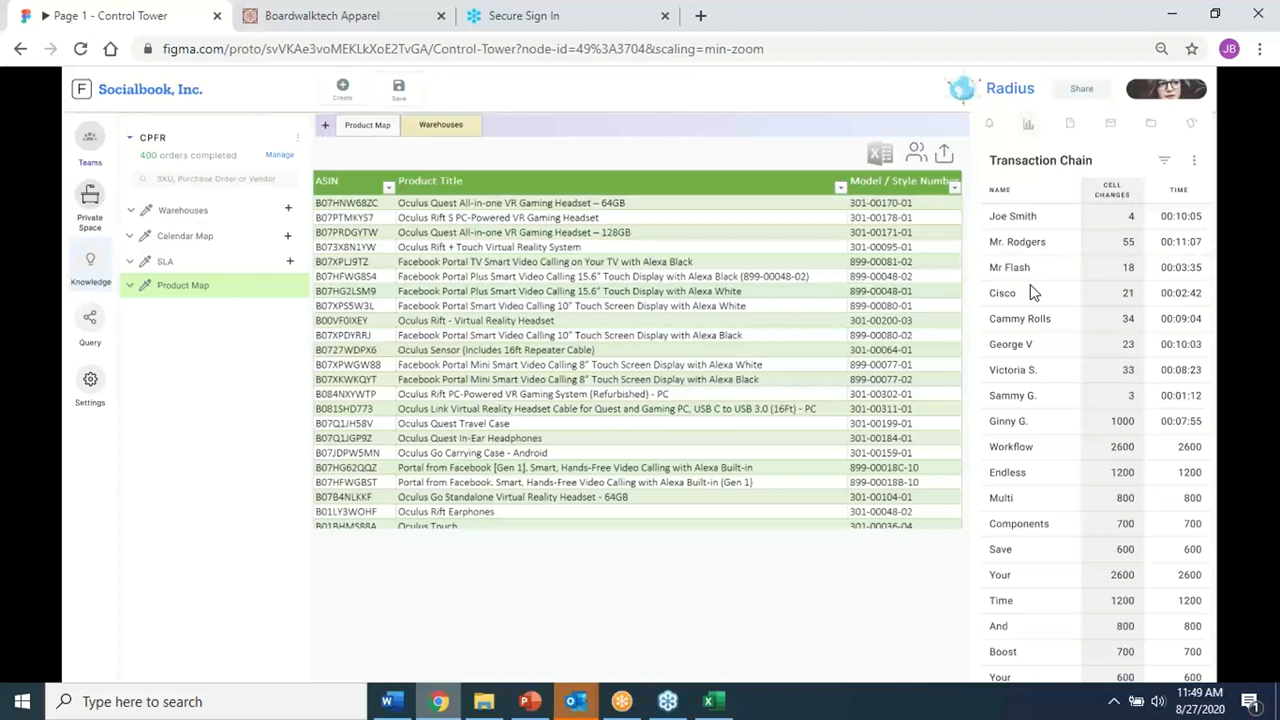 Page 1 - Control Tower
Boardwalktech Apparel
Secure Sign In
figma.com/proto/svVKAe3voMEKLkXoE2TvGA/Control-Tower?node-id=49%3A3704&scaling=min-zoom
JB
F Socialbook, Inc.
Create
Save
Radius
Share
Teams
Private
Space
Knowledge
Query
Settings
CPFR
400 orders completed
Manage
SKU, Purchase Order or Vendor
Warehouses +
Calendar Map +
SLA +
Product Map
+ Product Map Warehouses
ASIN Product Title Model / Style Number
B07HNW68ZC Oculus Quest All-in-one VR Gaming Headset – 64GB 301-00170-01
B07PTMKYS7 Oculus Rift S PC-Powered VR Gaming Headset 301-00178-01
B07PRDGYTW Oculus Quest All-in-one VR Gaming Headset – 128GB 301-00171-01
B073X8N1YW Oculus Rift + Touch Virtual Reality System 301-00095-01
B07XPLJ9TZ Facebook Portal TV Smart Video Calling on Your TV with Alexa Black 899-00081-02
B07HFWG8S4 Facebook Portal Plus Smart Video Calling 15.6" Touch Display with Alexa Black (899-00048-02) 899-00048-02
B07HG2LSM9 Facebook Portal Plus Smart Video Calling 15.6" Touch Display with Alexa White 899-00048-01
B07XPS5W3L Facebook Portal Smart Video Calling 10" Touch Screen Display with Alexa White 899-00080-01
B00VF0IXEY Oculus Rift - Virtual Reality Headset 301-00200-03
B07XPDYRRJ Facebook Portal Smart Video Calling 10" Touch Screen Display with Alexa Black 899-00080-02
B0727WDPX6 Oculus Sensor (Includes 16ft Repeater Cable) 301-00064-01
B07XPWGW88 Facebook Portal Mini Smart Video Calling 8" Touch Screen Display with Alexa White 899-00077-01
B07XKWKQYT Facebook Portal Mini Smart Video Calling 8" Touch Screen Display with Alexa Black 899-00077-02
B084NXYWTP Oculus Rift PC-Powered VR Gaming System (Refurbished) - PC 301-00302-01
B081SHD773 Oculus Link Virtual Reality Headset Cable for Quest and Gaming PC, USB C to USB 3.0 (16Ft) - PC 301-00311-01
B07Q1JH58V Oculus Quest Travel Case 301-00199-01
B07Q1JGP9Z Oculus Quest In-Ear Headphones 301-00184-01
B07JDPW5MN Oculus Go Carrying Case - Android 301-00159-01
B07HG62QQZ Portal from Facebook [Gen 1]. Smart, Hands-Free Video Calling with Alexa Built-in 899-00018C-10
B07HFWGBST Portal from Facebook. Smart, Hands-Free Video Calling with Alexa Built-in (Gen 1) 899-00018B-10
B07B4NLKKF Oculus Go Standalone Virtual Reality Headset - 64GB 301-00104-01
B01LY3WOHF Oculus Rift Earphones 301-00048-02
B01BHMS88A Oculus Touch 301-00036-04
Transaction Chain
NAME CELL CHANGES TIME
Joe Smith 4 00:10:05
Mr. Rodgers 55 00:11:07
Mr Flash 18 00:03:35
Cisco 21 00:02:42
Cammy Rolls 34 00:09:04
George V 23 00:10:03
Victoria S. 33 00:08:23
Sammy G. 3 00:01:12
Ginny G. 1000 00:07:55
Workflow 2600 2600
Endless 1200 1200
Multi 800 800
Components 700 700
Save 600 600
Your 2600 2600
Time 1200 1200
And 800 800
Boost 700 700
Your 600 600
Type here to search
11:49 AM
8/27/2020